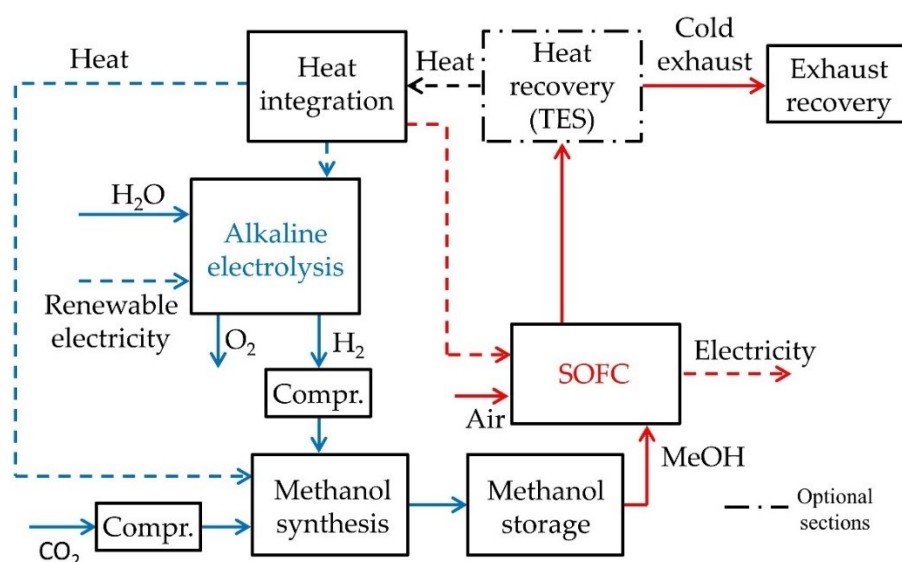 Heat
Heat
integration
Heat
Heat
recovery
(TES)
Cold
exhaust
Exhaust
recovery
H₂O
Alkaline
electrolysis
Renewable
electricity
O₂
H₂
Compr.
SOFC
Electricity
Air
MeOH
Methanol
synthesis
Methanol
storage
CO₂
Compr.
Optional
sections